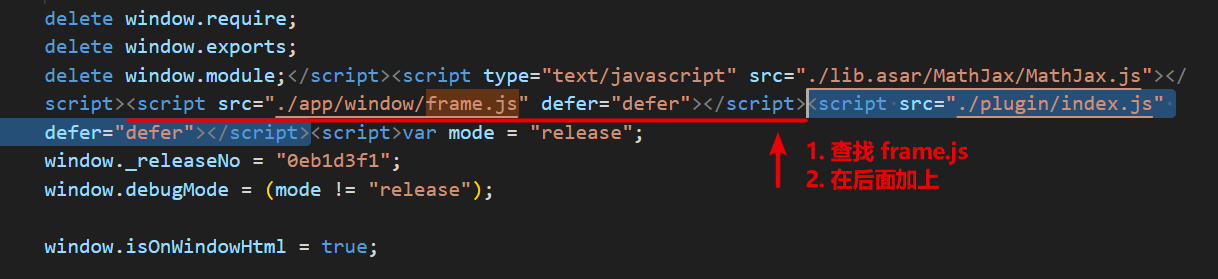 delete window.require;
delete window.exports;
delete window.module;</script><script type="text/javascript" src="./lib.asar/MathJax/MathJax.js"></
script><script src="./app/window/frame.js" defer="defer"></script><script src="./plugin/index.js"
defer="defer"></script><script>var mode = "release";
window._releaseNo = "0eb1d3f1";
1. 查找 frame.js
window.debugMode = (mode != "release");
2. 在后面加上
window.isOnWindowHtml = true;